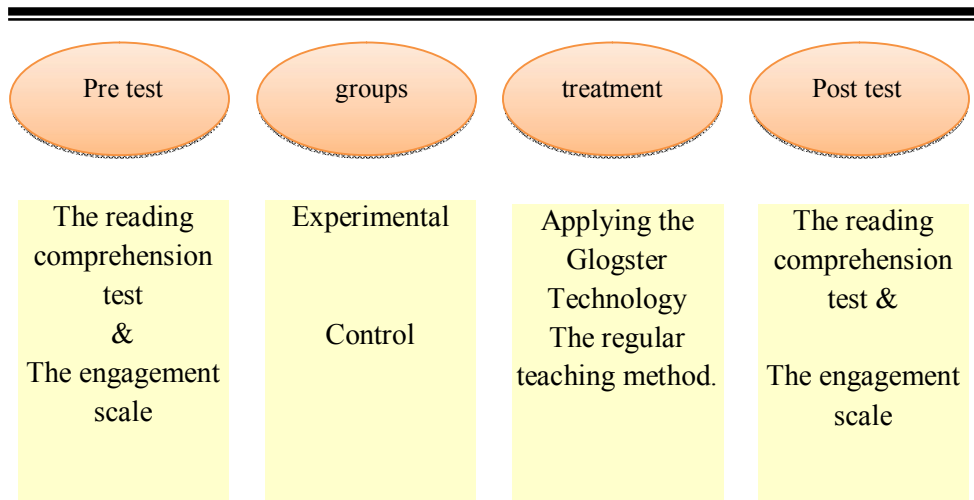 Pre test
groups
treatment
Post test
The reading
comprehension
test
&
The engagement
scale
Experimental
Control
Applying the
Glogster
Technology
The regular
teaching method.
The reading
comprehension
test &
The engagement
scale